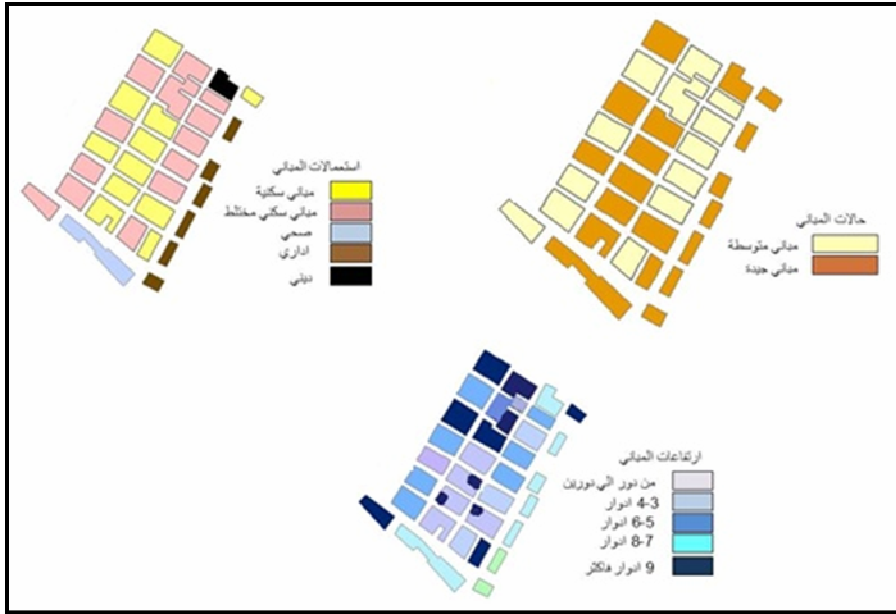 استعمالات المباني
مباني سكنية
مباني سكني مختلط
صحي
اداري
ديني
حالات المباني
مباني متوسطة
مباني جيدة
ارتفاعات المباني
من دور الي دورين
3-4 ادوار
5-6 ادوار
7-8 ادوار
9 ادوار فاكثر